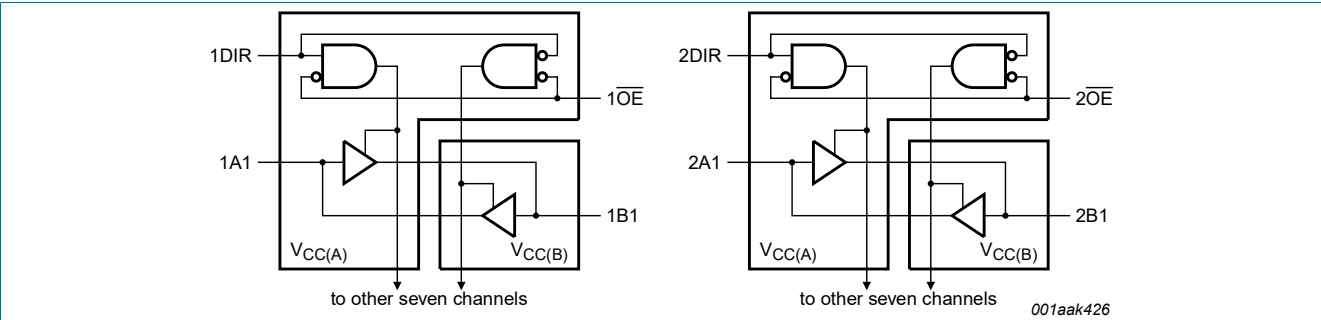 1DIR
1OE
1A1
1B1
VCC(A)
VCC(B)
to other seven channels
2DIR
2OE
2A1
2B1
VCC(A)
VCC(B)
to other seven channels
001aak426